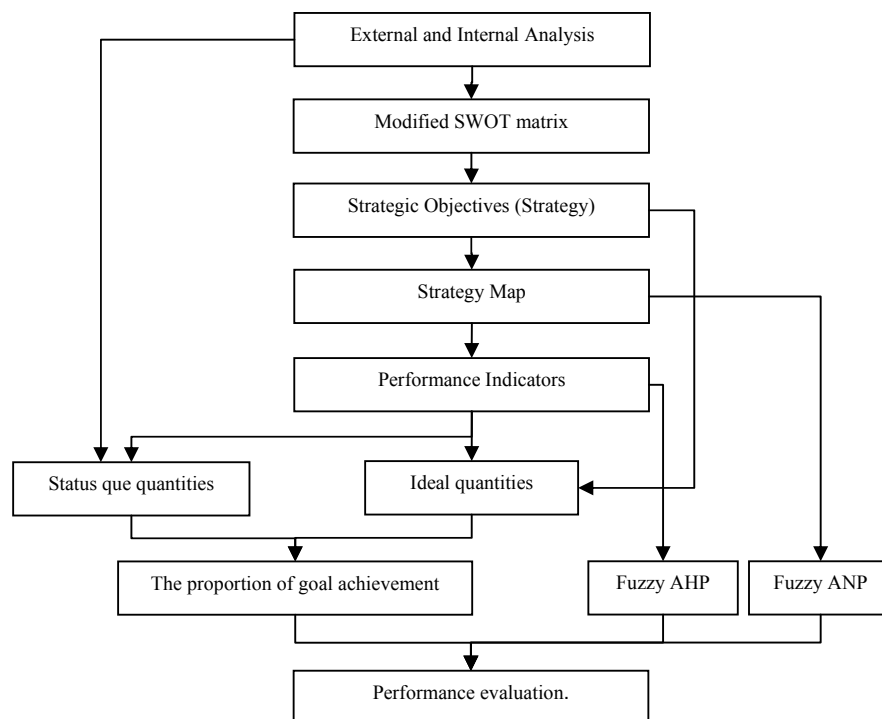 External and Internal Analysis
Modified SWOT matrix
Strategic Objectives (Strategy)
Strategy Map
Performance Indicators
Status que quantities
Ideal quantities
The proportion of goal achievement
Fuzzy AHP
Fuzzy ANP
Performance evaluation.